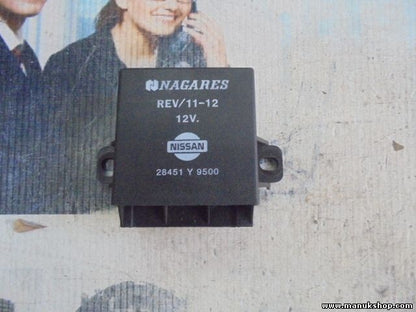 NAGARES
REV/11-12
12V.
NISSAN
28451 Y 9500
www.manukshop.com